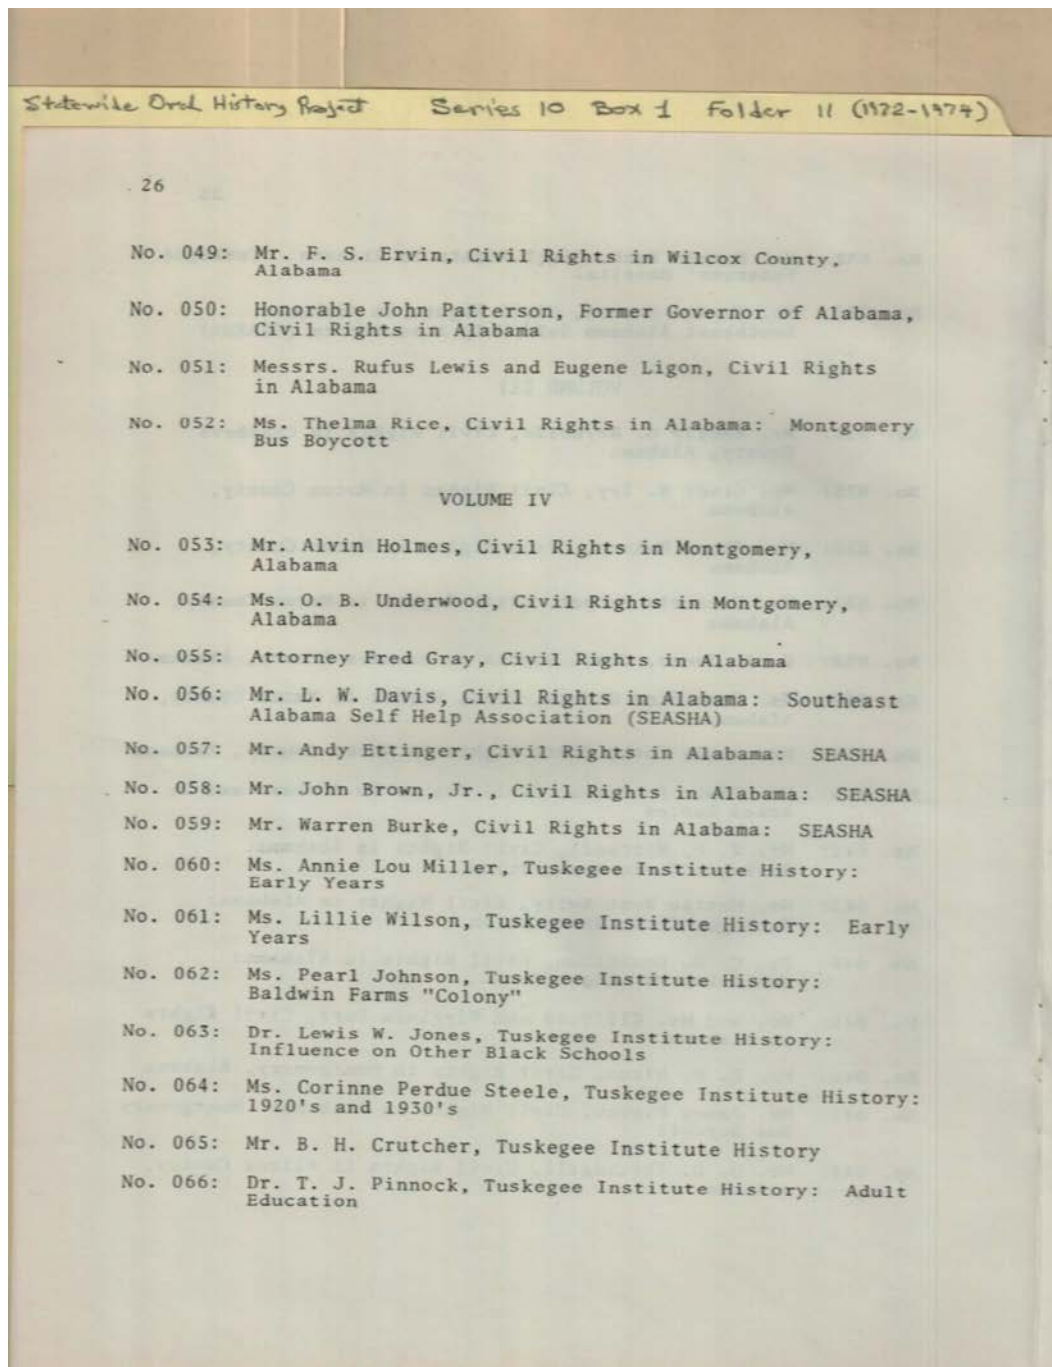 Statewide Oral History Project Series 10 Box 1 Folder 11 (1972-1974)
26
No. 049: Mr. F. S. Ervin, Civil Rights in Wilcox County,
Alabama
No. 050: Honorable John Patterson, Former Governor of Alabama,
Civil Rights in Alabama
No. 051: Messrs. Rufus Lewis and Eugene Ligon, Civil Rights
in Alabama
No. 052: Ms. Thelma Rice, Civil Rights in Alabama: Montgomery
Bus Boycott
VOLUME IV
No. 053: Mr. Alvin Holmes, Civil Rights in Montgomery,
Alabama
No. 054: Ms. O. B. Underwood, Civil Rights in Montgomery,
Alabama
No. 055: Attorney Fred Gray, Civil Rights in Alabama
No. 056: Mr. L. W. Davis, Civil Rights in Alabama: Southeast
Alabama Self Help Association (SEASHA)
No. 057: Mr. Andy Ettinger, Civil Rights in Alabama: SEASHA
No. 058: Mr. John Brown, Jr., Civil Rights in Alabama: SEASHA
No. 059: Mr. Warren Burke, Civil Rights in Alabama: SEASHA
No. 060: Ms. Annie Lou Miller, Tuskegee Institute History:
Early Years
No. 061: Ms. Lillie Wilson, Tuskegee Institute History: Early
Years
No. 062: Ms. Pearl Johnson, Tuskegee Institute History:
Baldwin Farms "Colony"
No. 063: Dr. Lewis W. Jones, Tuskegee Institute History:
Influence on Other Black Schools
No. 064: Ms. Corinne Perdue Steele, Tuskegee Institute History:
1920's and 1930's
No. 065: Mr. B. H. Crutcher, Tuskegee Institute History
No. 066: Dr. T. J. Pinnock, Tuskegee Institute History: Adult
Education